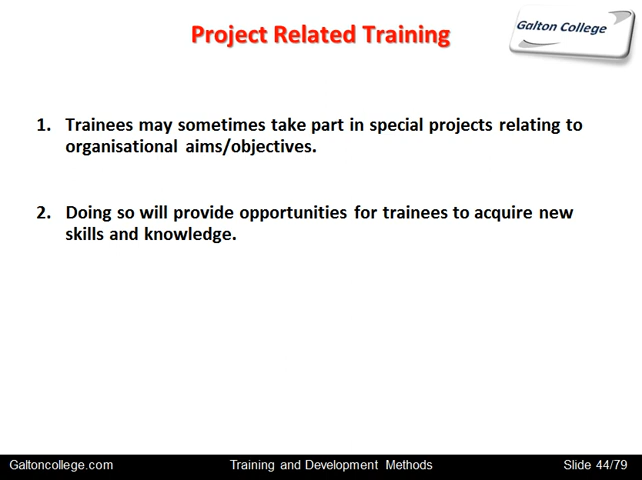 Project Related Training
Galton College
1. Trainees may sometimes take part in special projects relating to
organisational aims/objectives.
2. Doing so will provide opportunities for trainees to acquire new
skills and knowledge.
Galtoncollege.com
Training and Development Methods
Slide 44/79